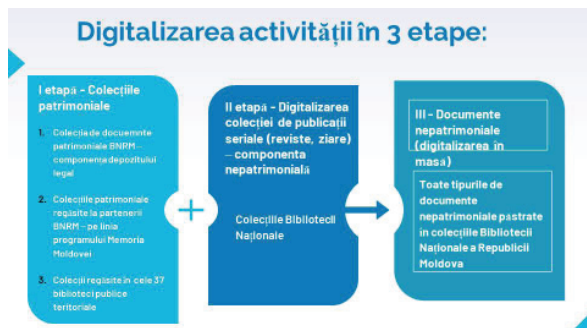 Digitalizarea activității în 3 etape:
I etapă - Colecțiile
patrimoniale
1. Colecția de docuemnte
patrimoniale BNRM –
componența depozitului
legal
2. Colecțiile patrimoniale
regăsite la partenerii
BNRM – pe linia
programului Memoria
Moldovei
3. Colecții regăsite în cele 37
biblioteci publice
teritoriale
+
II etapă - Digitalizarea
colecției de publicații
seriale (reviste, ziare)
– componenta
nepatrimonială
Colecțiile Bibliotecii
Naționale
III - Documente
nepatrimoniale
(digitalizarea în
masă)
Toate tipurile de
documente
nepatrimoniale păstrate
în colecțiile Bibliotecii
Naționale a Republicii
Moldova